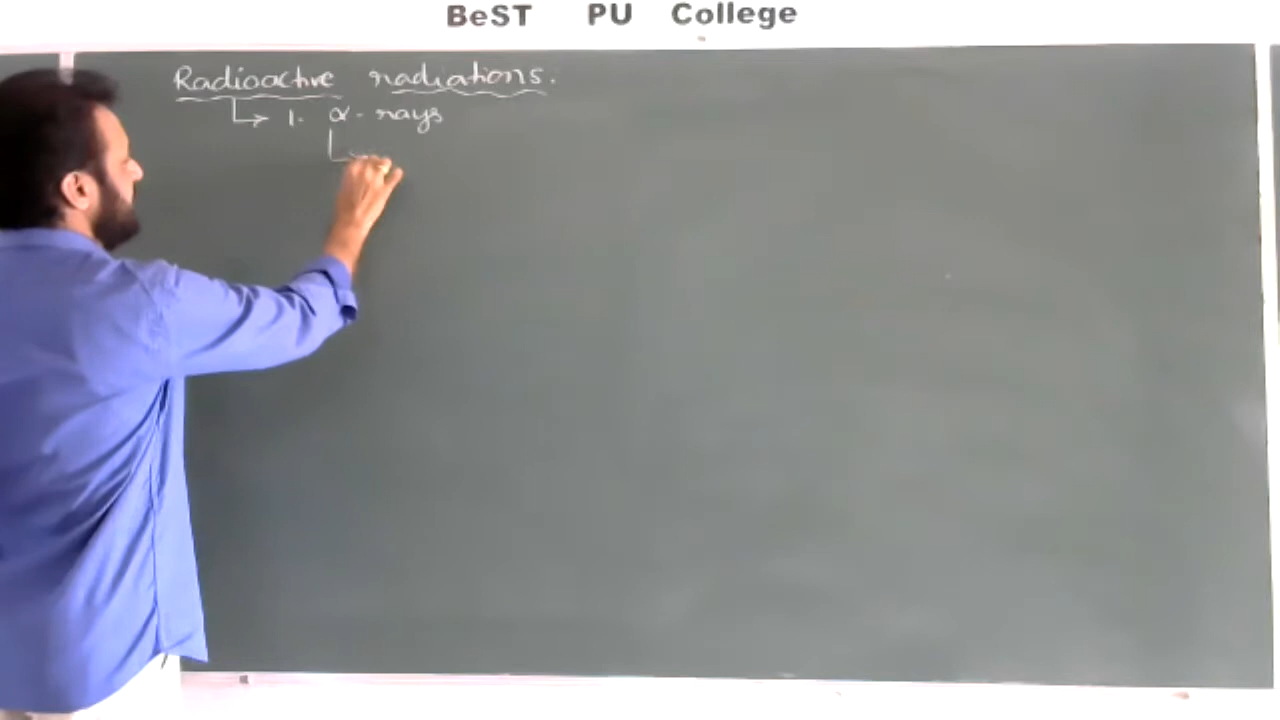 BeST PU College
Radioactive radiations.
↳ 1. α - rays